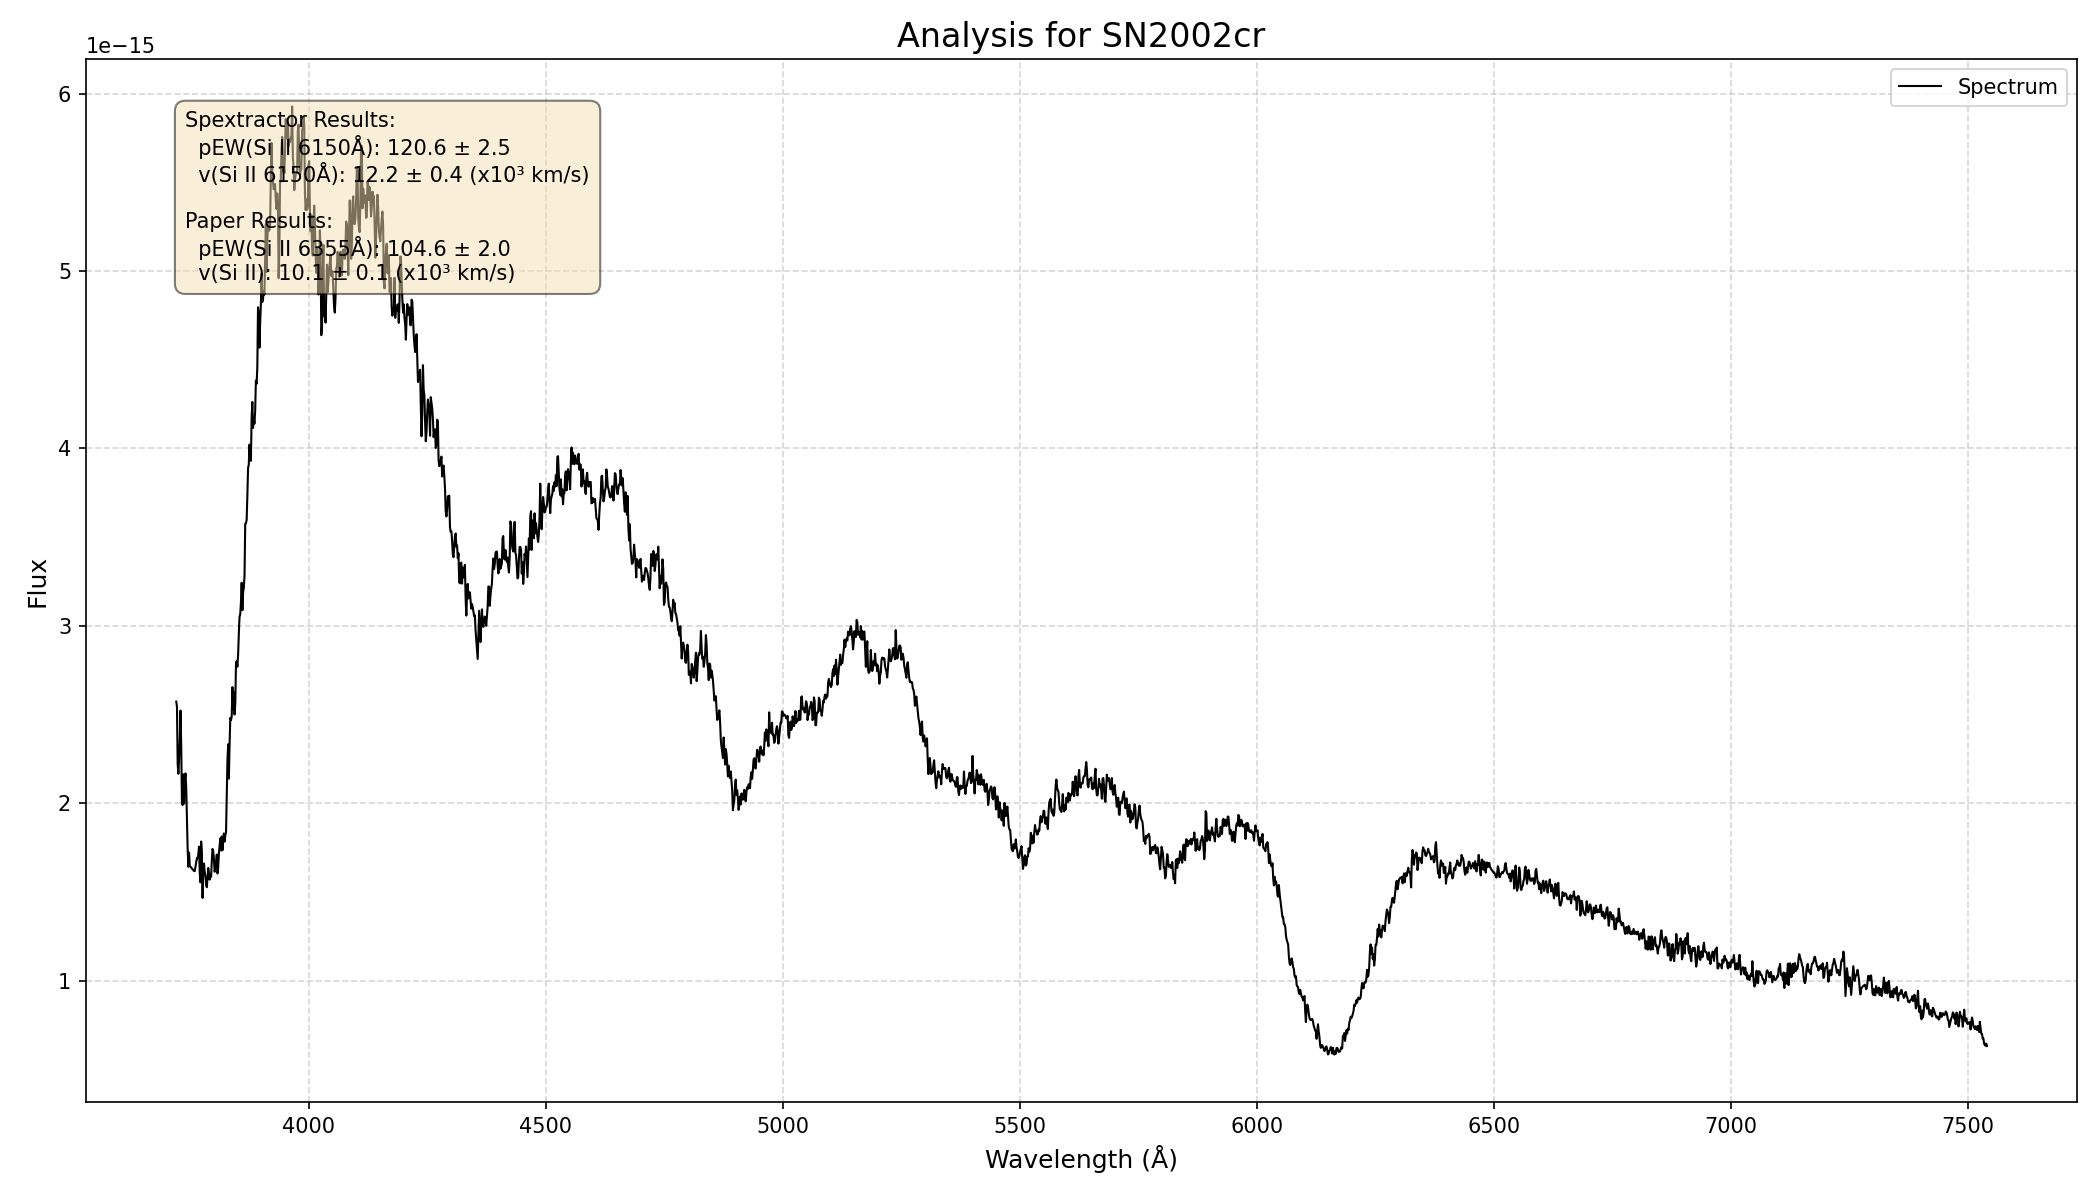 Analysis for SN2002cr
1e−15
Spectrum
Spextractor Results:
pEW(Si II 6150Å): 120.6 ± 2.5
v(Si II 6150Å): 12.2 ± 0.4 (x10³ km/s)
Paper Results:
pEW(Si II 6355Å): 104.6 ± 2.0
v(Si II): 10.1 ± 0.1 (x10³ km/s)
6
5
4
3
2
1
Flux
4000 4500 5000 5500 6000 6500 7000 7500
Wavelength (Å)